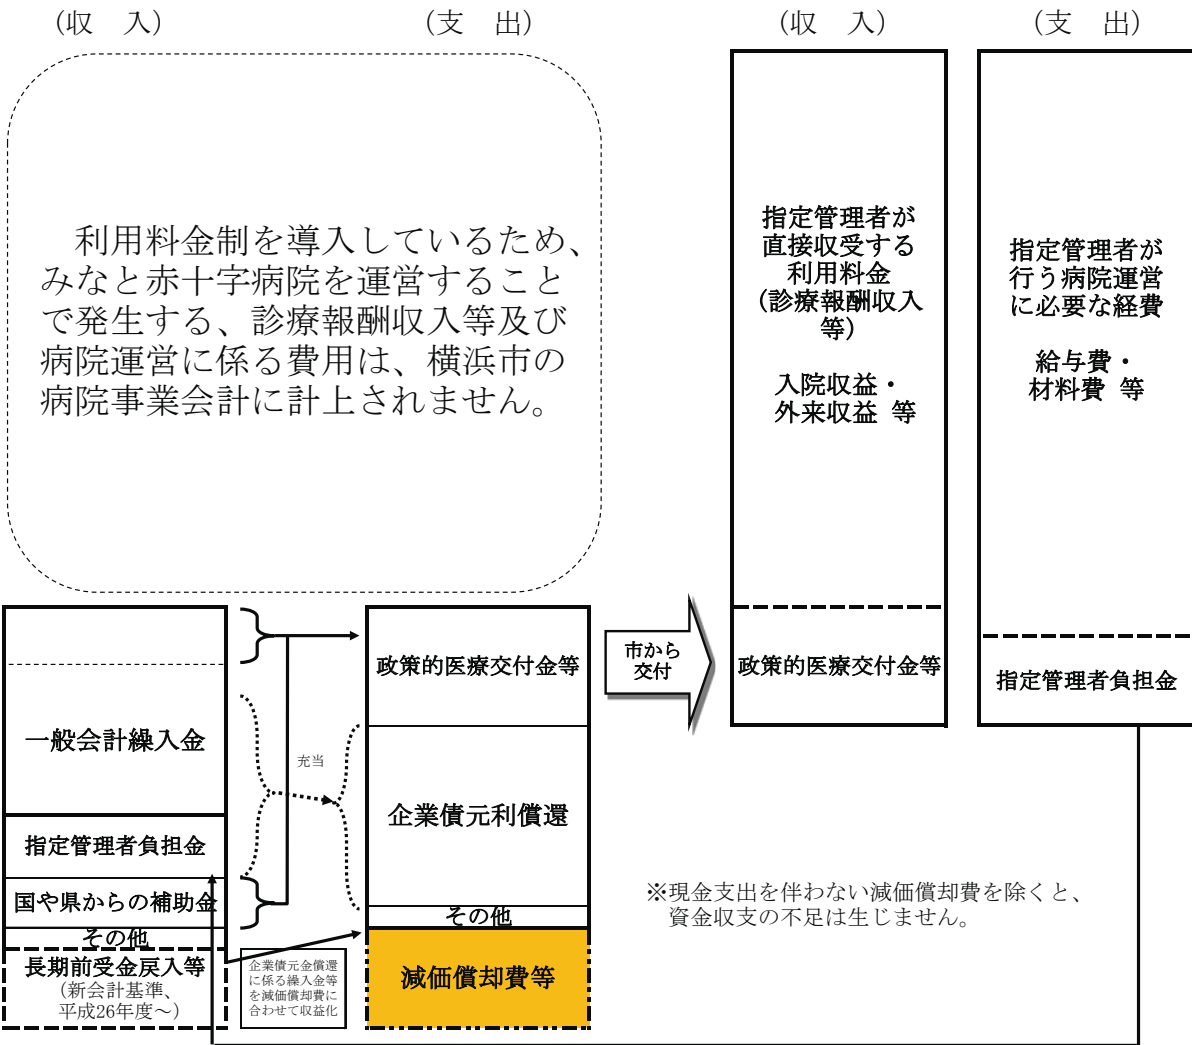 (収　入)
(支　出)
(収　入)
(支　出)
利用料金制を導入しているため、
みなと赤十字病院を運営すること
で発生する、診療報酬収入等及び
病院運営に係る費用は、横浜市の
病院事業会計に計上されません。
指定管理者が
直接収受する
利用料金
(診療報酬収入
等)
入院収益・
外来収益 等
指定管理者が
行う病院運営
に必要な経費
給与費・
材料費 等
一般会計繰入金
指定管理者負担金
国や県からの補助金
その他
長期前受金戻入等
(新会計基準、
平成26年度～)
充当
企業債元金償還
に係る繰入金等
を減価償却費に
合わせて収益化
政策的医療交付金等
企業債元利償還
その他
減価償却費等
市から
交付
政策的医療交付金等
指定管理者負担金
※現金支出を伴わない減価償却費を除くと、
資金収支の不足は生じません。